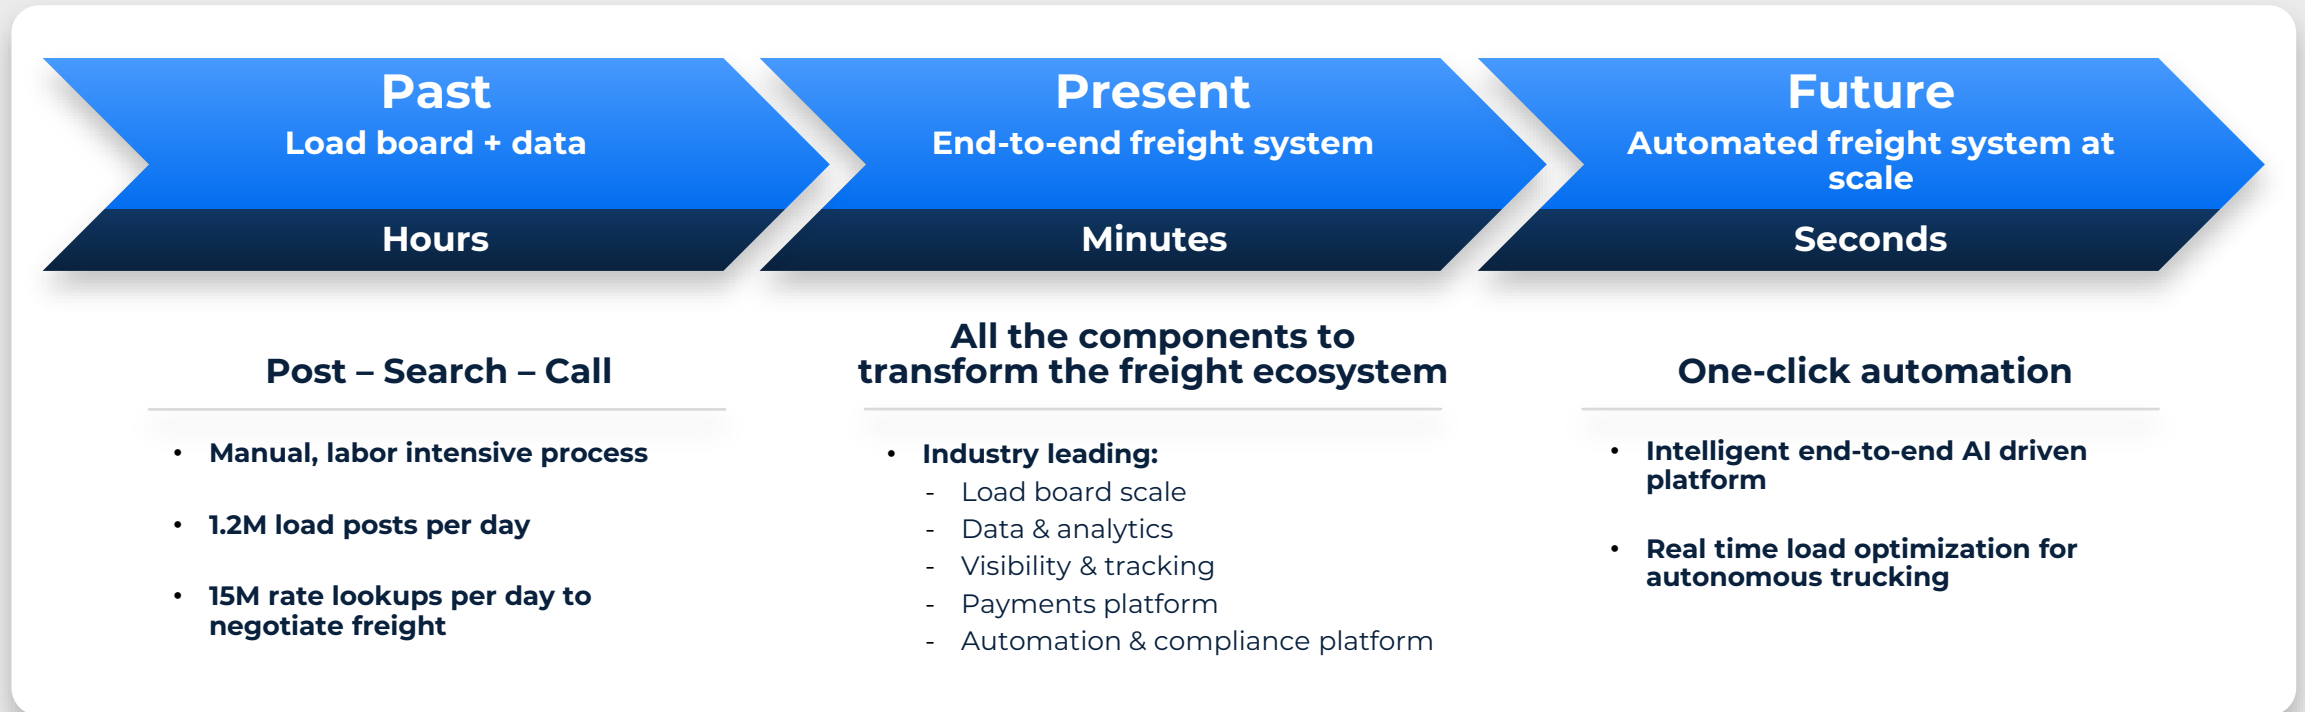 Past
Load board + data
Hours
Present
End-to-end freight system
Minutes
Future
Automated freight system at
scale
Seconds
Post – Search – Call
• Manual, labor intensive process
• 1.2M load posts per day
• 15M rate lookups per day to
negotiate freight
All the components to
transform the freight ecosystem
• Industry leading:
- Load board scale
- Data & analytics
- Visibility & tracking
- Payments platform
- Automation & compliance platform
One-click automation
• Intelligent end-to-end AI driven
platform
• Real time load optimization for
autonomous trucking